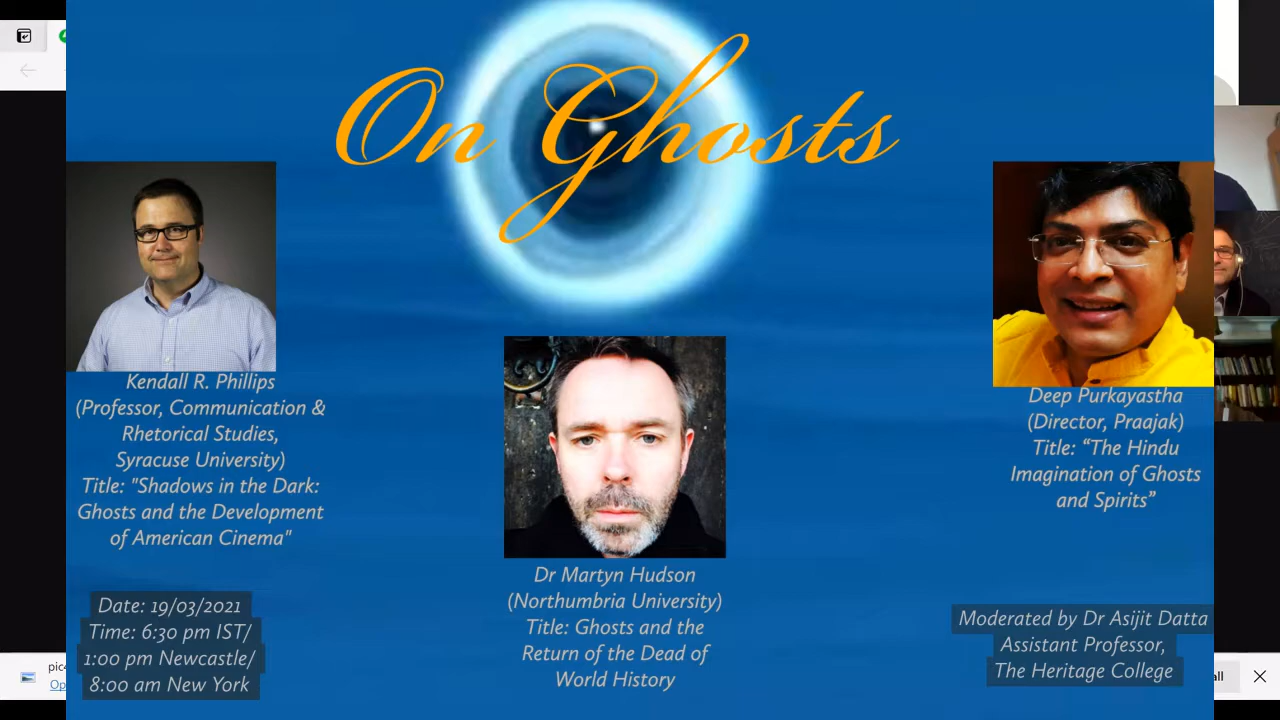 On Ghosts
Kendall R. Phillips
(Professor, Communication &
Rhetorical Studies,
Syracuse University)
Title: "Shadows in the Dark:
Ghosts and the Development
of American Cinema"
Dr Martyn Hudson
(Northumbria University)
Title: Ghosts and the
Return of the Dead of
World History
Deep Purkayastha
(Director, Praajak)
Title: “The Hindu
Imagination of Ghosts
and Spirits”
Date: 19/03/2021
Time: 6:30 pm IST/
1:00 pm Newcastle/
8:00 am New York
Moderated by Dr Asijit Datta
Assistant Professor,
The Heritage College